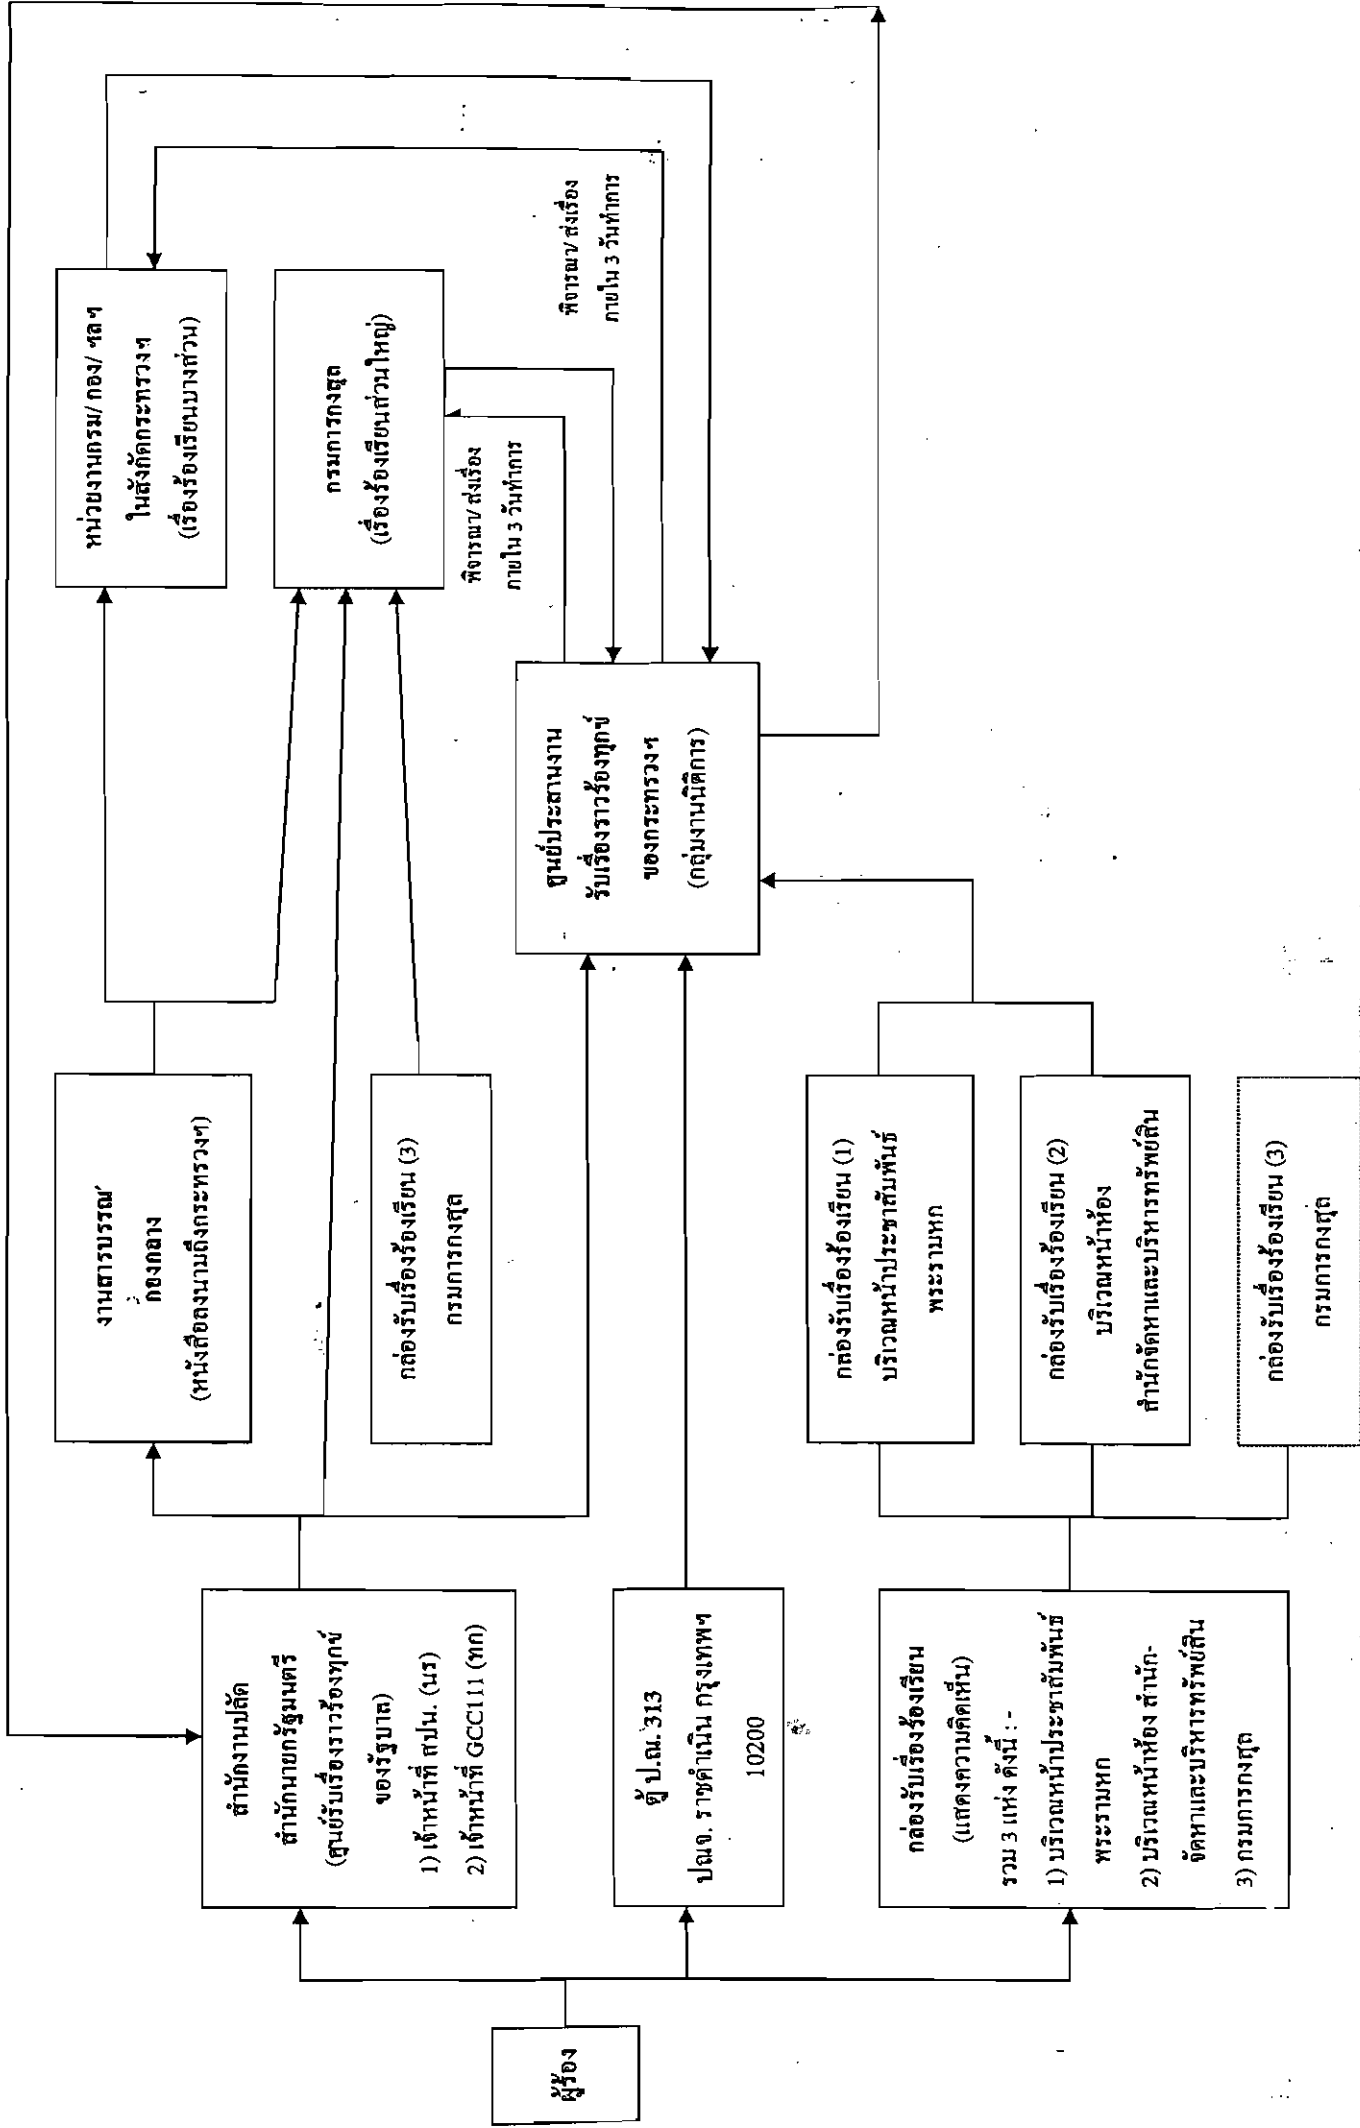 ผู้ร้อง
สำนักงานปลัด
สำนักนายกรัฐมนตรี
(ศูนย์รับเรื่องราวร้องทุกข์
ของรัฐบาล)
1) เจ้าหน้าที่ สปน. (นร)
2) เจ้าหน้าที่ GCC111 (ทก)
ตู้ ป.ณ. 313
ปณจ. ราชดำเนิน กรุงเทพฯ
10200
กล่องรับเรื่องร้องเรียน
(แสดงความคิดเห็น)
รวม 3 แห่ง ดังนี้ : -
1) บริเวณหน้าประชาสัมพันธ์
พระรามหก
2) บริเวณหน้าห้อง สำนัก-
จัดหาและบริหารทรัพย์สิน
3) กรมการกงสุล
งานสารบรรณ
กองกลาง
(หนังสือลงนามถึงกระทรวงฯ)
กล่องรับเรื่องร้องเรียน (3)
กรมการกงสุล
กล่องรับเรื่องร้องเรียน (1)
บริเวณหน้าประชาสัมพันธ์
พระรามหก
กล่องรับเรื่องร้องเรียน (2)
บริเวณหน้าห้อง
สำนักจัดหาและบริหารทรัพย์สิน
กล่องรับเรื่องร้องเรียน (3)
กรมการกงสุล
ศูนย์ประสานงาน
รับเรื่องราวร้องทุกข์
ของกระทรวงฯ
(กลุ่มงานนิติการ)
หน่วยงานกรม/ กอง/ ฯลฯ
ในสังกัดกระทรวงฯ
(เรื่องร้องเรียนบางส่วน)
กรมการกงสุล
(เรื่องร้องเรียนส่วนใหญ่)
พิจารณา/ ส่งเรื่อง
ภายใน 3 วันทำการ
พิจารณา/ ส่งเรื่อง
ภายใน 3 วันทำการ